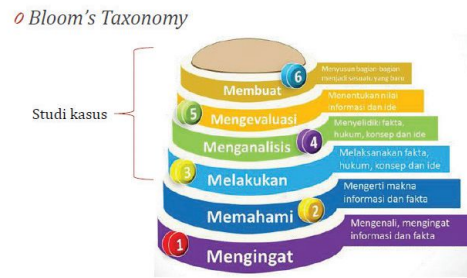 Bloom's Taxonomy
Studi kasus
6
Membuat
Menyusun bagian-bagian
menjadi sesuatu yang baru
5
Mengevaluasi
Menentukan nilai
informasi dan ide
Menganalisis
4
Menyelidiki fakta,
hukum, konsep dan ide
3
Melakukan
Melaksanakan fakta,
hukum, konsep dan ide
Memahami
2
Mengerti makna
informasi dan fakta
1
Mengingat
Mengenali, mengingat
informasi dan fakta